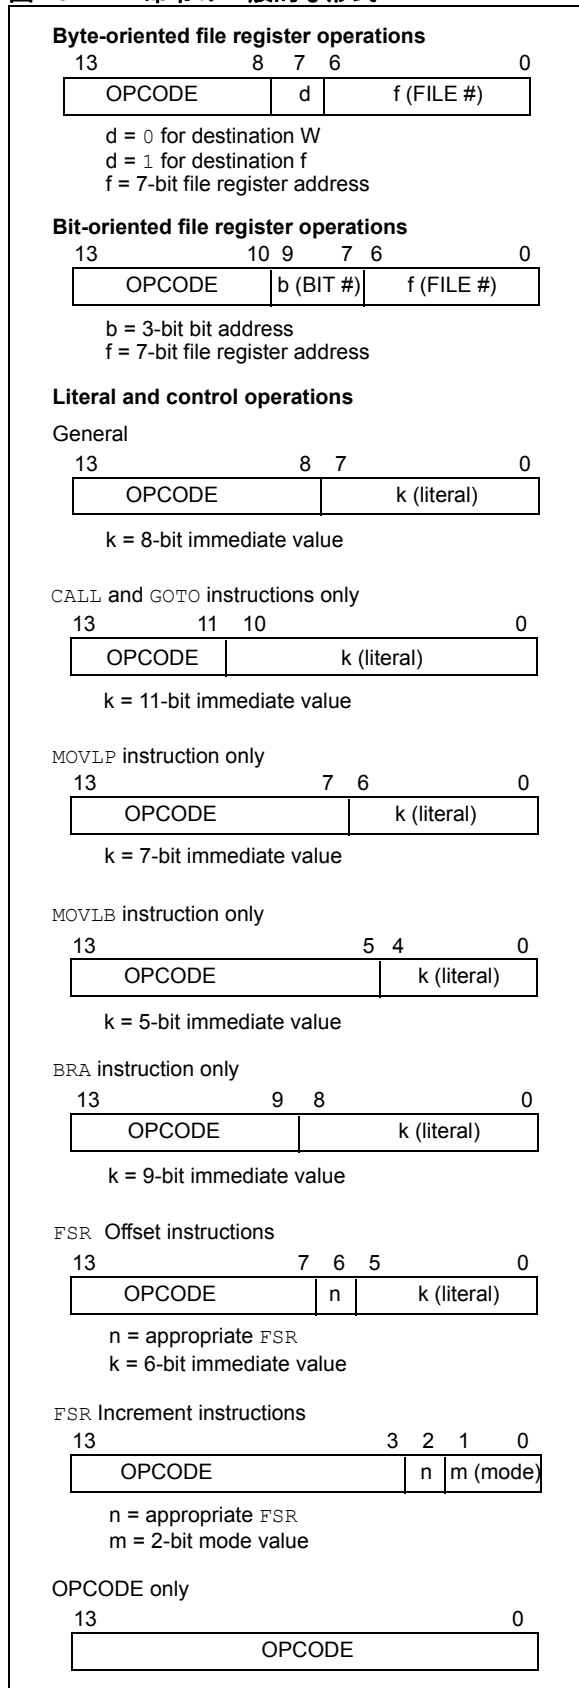 Byte-oriented file register operations
13 8 7 6 0
OPCODE d f (FILE #)
d = 0 for destination W
d = 1 for destination f
f = 7-bit file register address
Bit-oriented file register operations
13 10 9 7 6 0
OPCODE b (BIT #) f (FILE #)
b = 3-bit bit address
f = 7-bit file register address
Literal and control operations
General
13 8 7 0
OPCODE k (literal)
k = 8-bit immediate value
CALL and GOTO instructions only
13 11 10 0
OPCODE k (literal)
k = 11-bit immediate value
MOVLP instruction only
13 7 6 0
OPCODE k (literal)
k = 7-bit immediate value
MOVLB instruction only
13 5 4 0
OPCODE k (literal)
k = 5-bit immediate value
BRA instruction only
13 9 8 0
OPCODE k (literal)
k = 9-bit immediate value
FSR Offset instructions
13 7 6 5 0
OPCODE n k (literal)
n = appropriate FSR
k = 6-bit immediate value
FSR Increment instructions
13 3 2 1 0
OPCODE n m (mode)
n = appropriate FSR
m = 2-bit mode value
OPCODE only
13 0
OPCODE